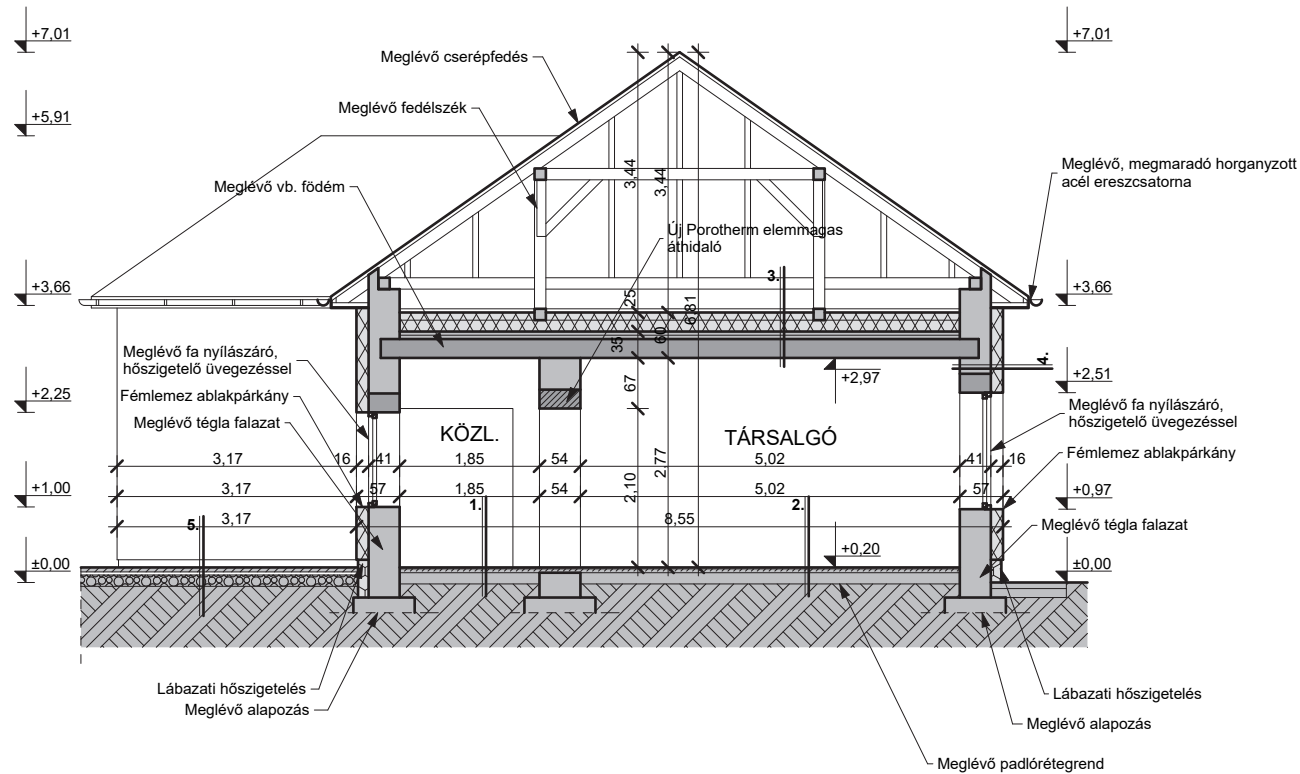 +7,01
+7,01
Meglévő cserépfedés
Meglévő fedélszék
+5,91
Meglévő, megmaradó horganyzott
acél ereszcsatorna
Meglévő vb. födém
3,44
3,44
Új Porotherm elemmagas
áthidaló
3.
+3,66
+3,66
25
6,81
35
60
4.
Meglévő fa nyílászáró,
hőszigetelő üvegezéssel
+2,97
+2,51
67
Fémlemez ablakpárkány
+2,25
Meglévő fa nyílászáró,
hőszigetelő üvegezéssel
Meglévő tégla falazat
KÖZL.
TÁRSALGÓ
3,17
16
41
1,85
54
5,02
41
16
Fémlemez ablakpárkány
2,10
2,77
+1,00
3,17
57
1,85
54
5,02
57
+0,97
1.
2.
5.
3,17
8,55
Meglévő tégla falazat
±0,00
+0,20
±0,00
Lábazati hőszigetelés
Meglévő alapozás
Lábazati hőszigetelés
Meglévő alapozás
Meglévő padlórétegrend